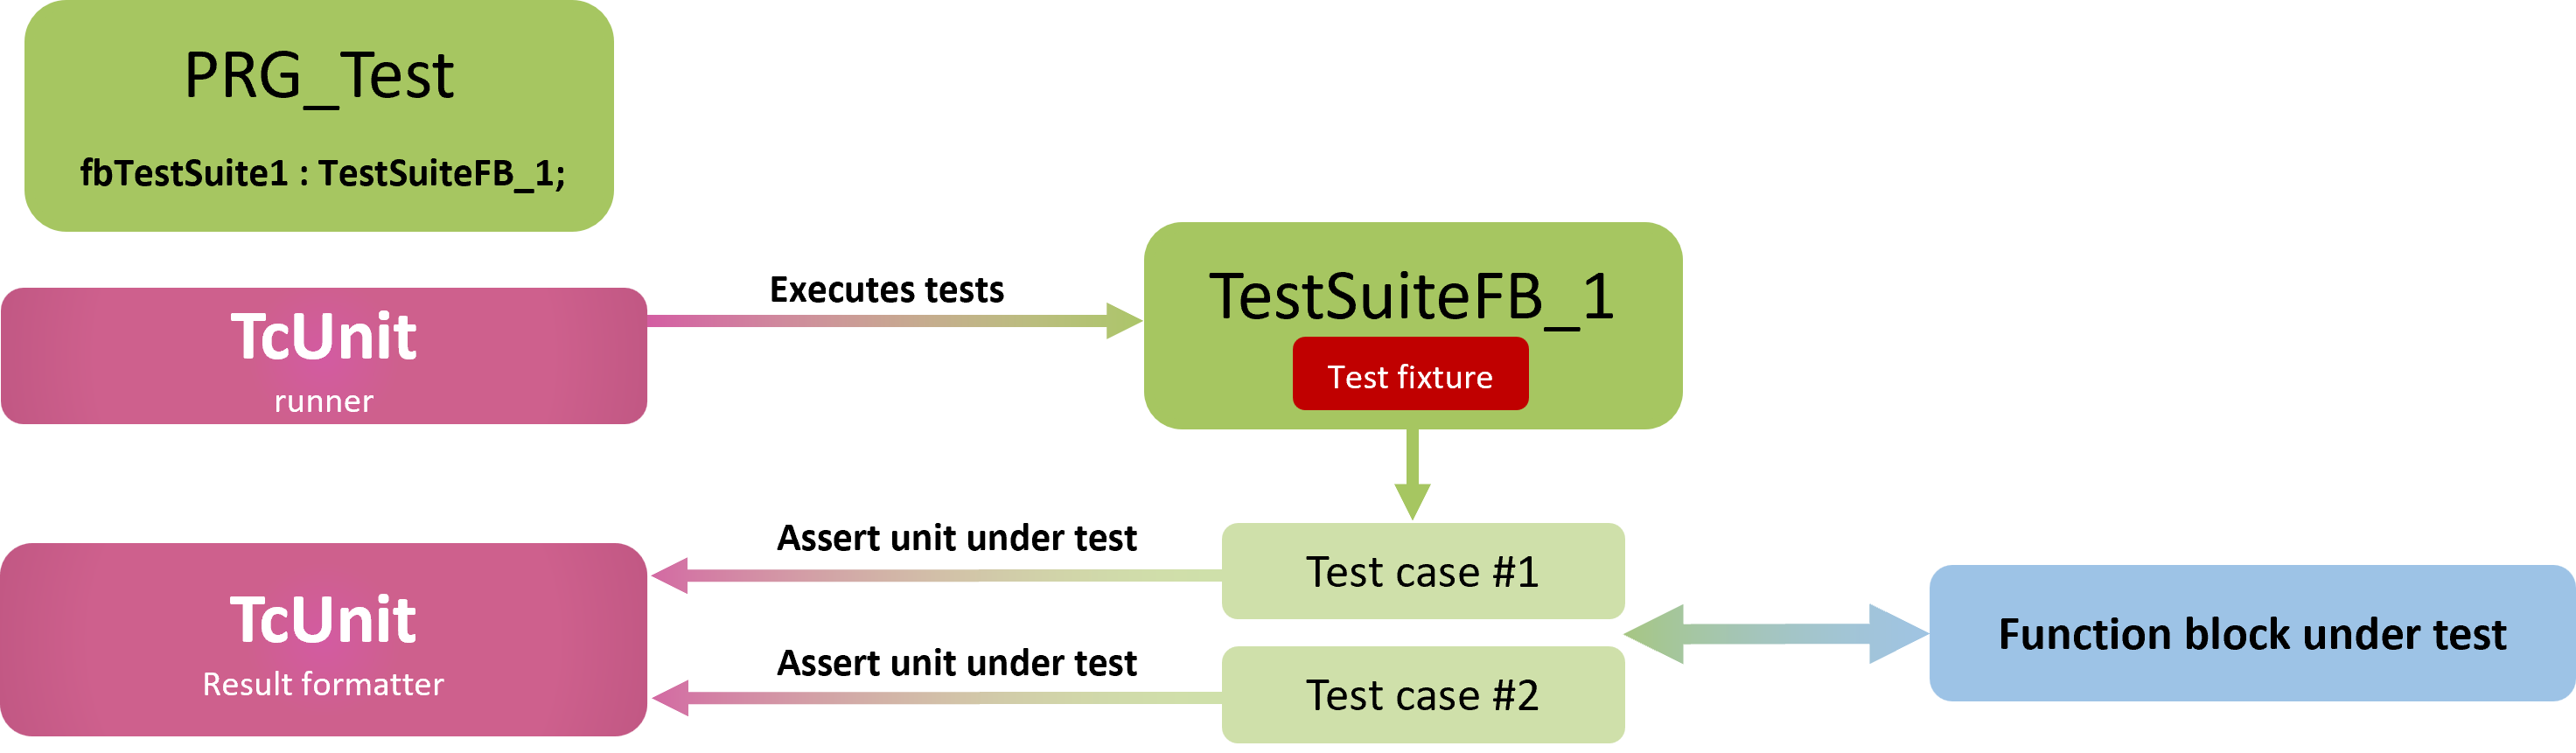 PRG_Test
fbTestSuite1 : TestSuiteFB_1;
TcUnit
runner
Executes tests
TestSuiteFB_1
Test fixture
TcUnit
Result formatter
Assert unit under test
Assert unit under test
Test case #1
Test case #2
Function block under test